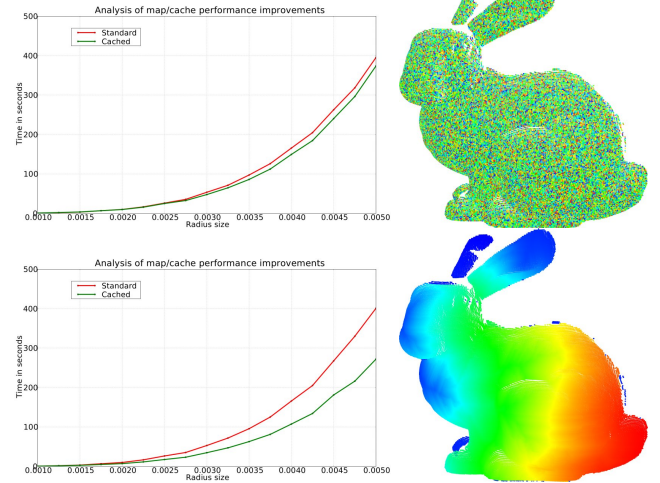 Analysis of map/cache performance improvements
500
400
300
200
100
0
Standard
Cached
Time in seconds
0.0010 0.0015 0.0020 0.0025 0.0030 0.0035 0.0040 0.0045 0.0050
Radius size
Analysis of map/cache performance improvements
500
400
300
200
100
0
Standard
Cached
Time in seconds
0.0010 0.0015 0.0020 0.0025 0.0030 0.0035 0.0040 0.0045 0.0050
Radius size